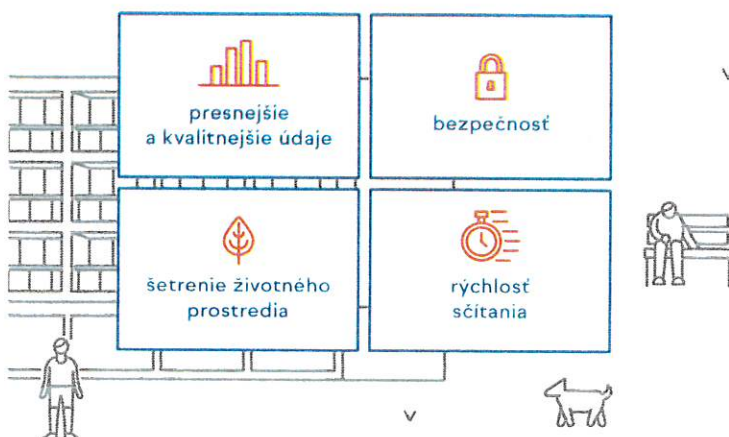 presnejšie
a kvalitnejšie údaje
bezpečnosť
šetrenie životného
prostredia
rýchlosť
sčítania